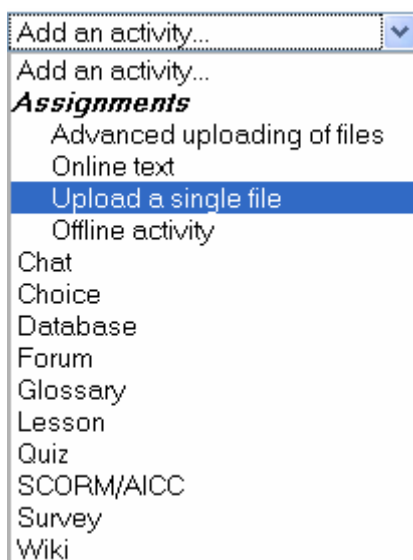 Add an activity...
Add an activity...
Assignments
Advanced uploading of files
Online text
Upload a single file
Offline activity
Chat
Choice
Database
Forum
Glossary
Lesson
Quiz
SCORM/AICC
Survey
Wiki